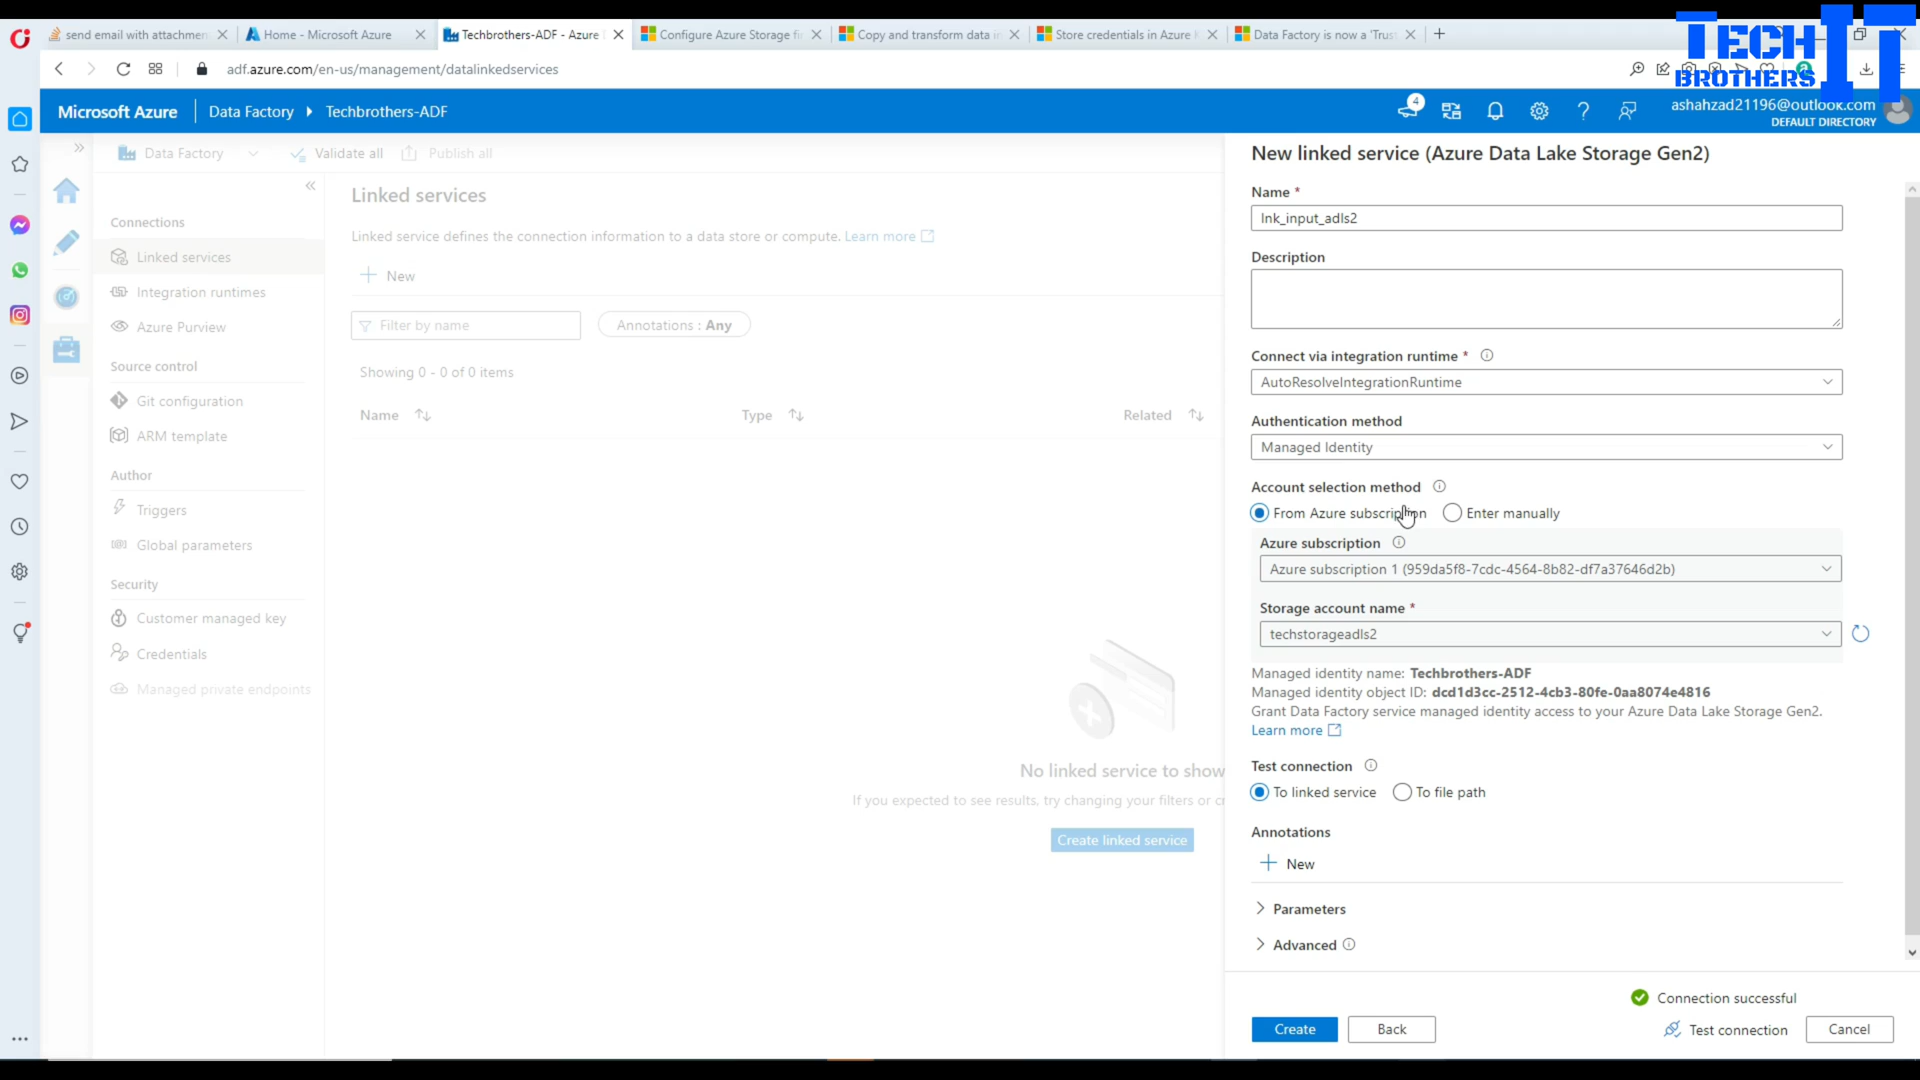 send email with attachmen
Home - Microsoft Azure
Techbrothers-ADF - Azure
Configure Azure Storage fi
Copy and transform data i
Store credentials in Azure
Data Factory is now a 'Trus
TECH IT
BROTHERS
adf.azure.com/en-us/management/datalinkedservices
Microsoft Azure
Data Factory
Techbrothers-ADF
4
ashahzad21196@outlook.com
DEFAULT DIRECTORY
Data Factory
Validate all
Publish all
Connections
Linked services
Integration runtimes
Azure Purview
Source control
Git configuration
ARM template
Author
Triggers
Global parameters
Security
Customer managed key
Credentials
Managed private endpoints
Linked services
Linked service defines the connection information to a data store or compute. Learn more
New
Filter by name
Annotations : Any
Showing 0 - 0 of 0 items
Name
Type
Related
No linked service to show
If you expected to see results, try changing your filters or cr
Create linked service
New linked service (Azure Data Lake Storage Gen2)
Name *
lnk_input_adls2
Description
Connect via integration runtime *
AutoResolveIntegrationRuntime
Authentication method
Managed Identity
Account selection method
From Azure subscription
Enter manually
Azure subscription
Azure subscription 1 (959da5f8-7cdc-4564-8b82-df7a37646d2b)
Storage account name *
techstorageadls2
Managed identity name: Techbrothers-ADF
Managed identity object ID: dcd1d3cc-2512-4cb3-80fe-0aa8074e4816
Grant Data Factory service managed identity access to your Azure Data Lake Storage Gen2.
Learn more
Test connection
To linked service
To file path
Annotations
New
Parameters
Advanced
Connection successful
Create
Back
Test connection
Cancel